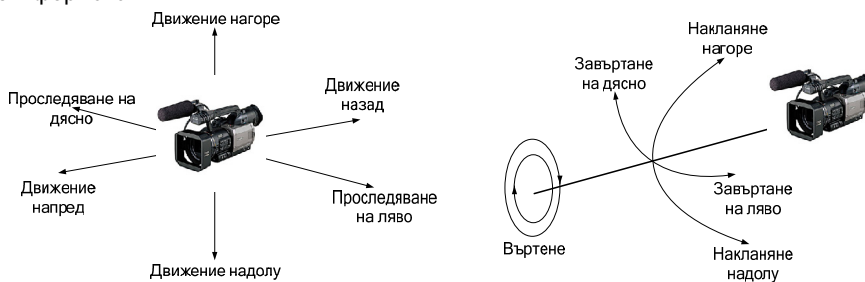 Движение нагоре
Проследяване на
дясно
Движение
назад
Движение
напред
Проследяване
на ляво
Движение надолу
Накланяне
нагоре
Завъртане
на дясно
Завъртане
на ляво
Въртене
Накланяне
надолу